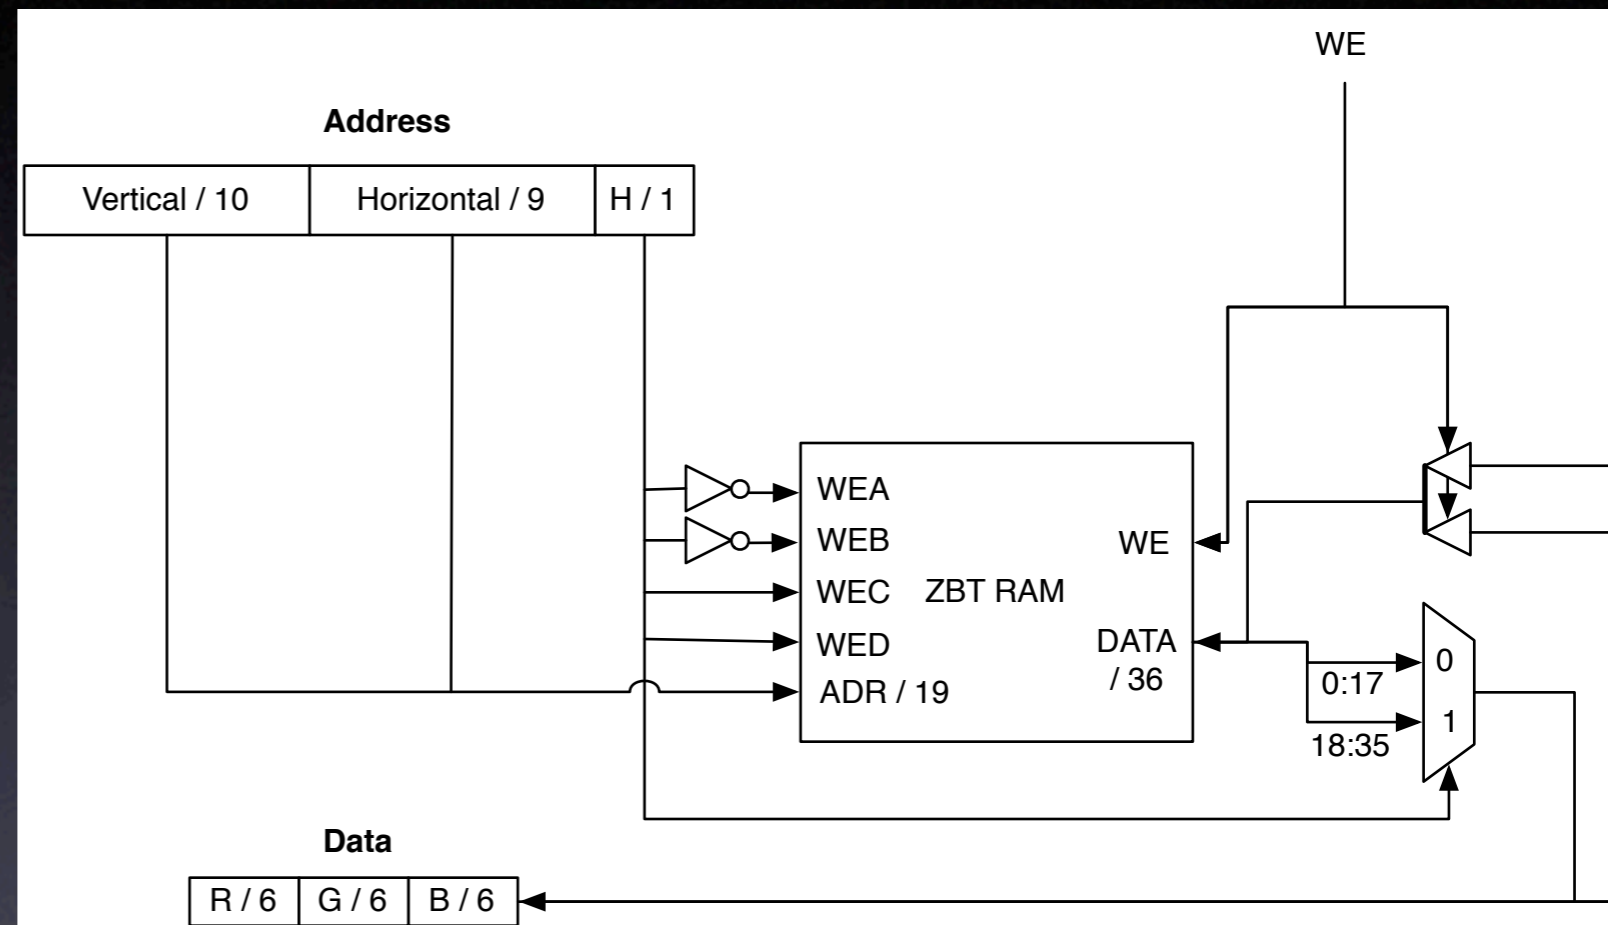 WE
Address
Vertical / 10
Horizontal / 9
H / 1
WEA
WEB
WEC
WED
ADR / 19
ZBT RAM
WE
DATA
/ 36
0
0:17
1
18:35
Data
R / 6
G / 6
B / 6